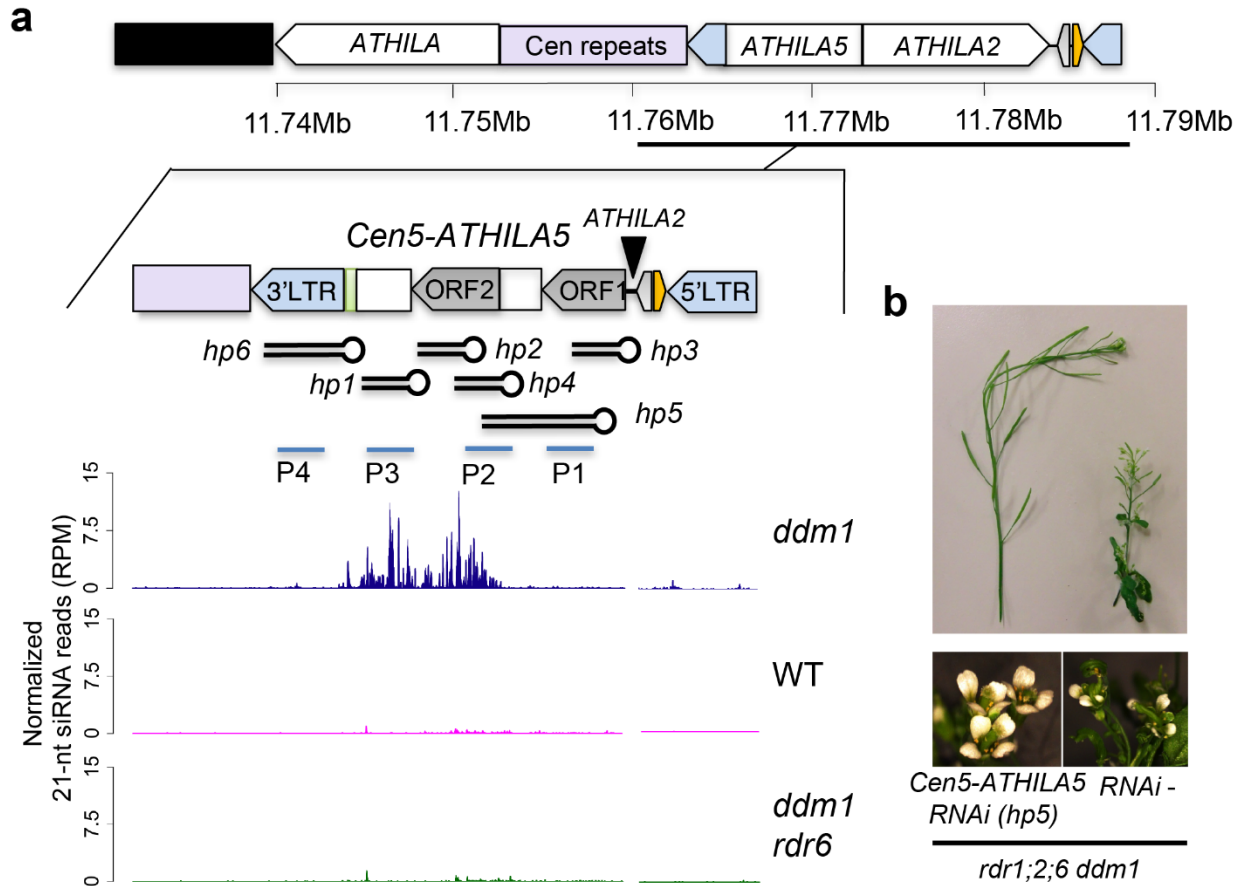 a
ATHILA
Cen repeats
ATHILA5
ATHILA2
11.74Mb
11.75Mb
11.76Mb
11.77Mb
11.78Mb
11.79Mb
ATHILA2
Cen5-ATHILA5
3'LTR
ORF2
ORF1
5'LTR
hp6
hp2
hp3
hp1
hp4
hp5
P4
P3
P2
P1
Normalized
21-nt siRNA reads (RPM)
15
7.5
0
ddm1
15
7.5
0
WT
15
7.5
0
ddm1
rdr6
b
Cen5-ATHILA5
RNAi (hp5)
RNAi -
rdr1;2;6 ddm1